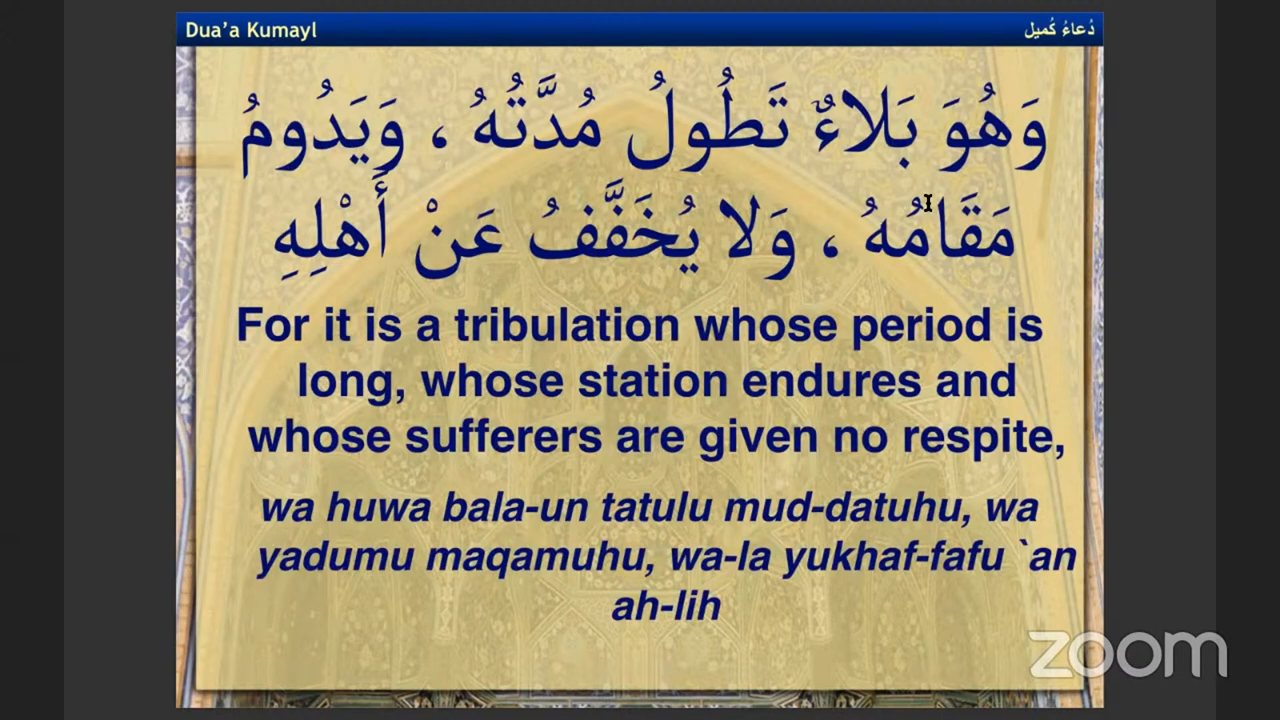 Dua’a Kumayl
دُعاءُ كُميل
وَهُوَ بَلاءٌ تَطُولُ مُدَّتُهُ ، وَيَدُومُ
مَقَامُهُ ، وَلا يُخَفَّفُ عَنْ أَهْلِهِ
For it is a tribulation whose period is
long, whose station endures and
whose sufferers are given no respite,
wa huwa bala-un tatulu mud-datuhu, wa
yadumu maqamuhu, wa-la yukhaf-fafu `an
ah-lih
zoom